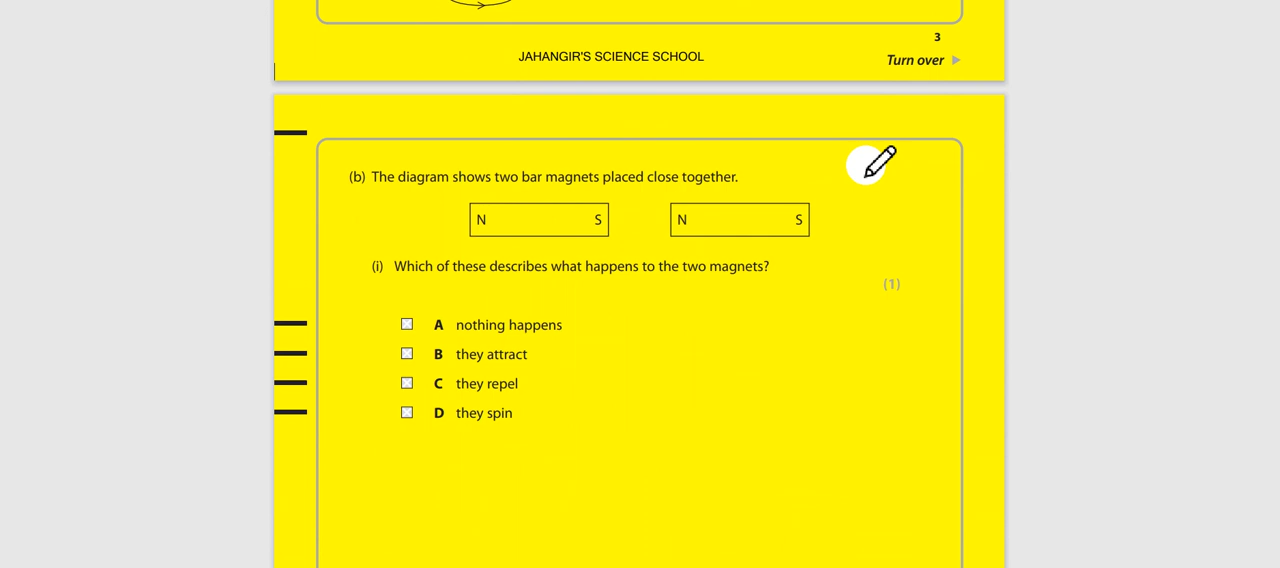 3
JAHANGIR'S SCIENCE SCHOOL
Turn over
(b) The diagram shows two bar magnets placed close together.
N S N S
(i) Which of these describes what happens to the two magnets?
(1)
A nothing happens
B they attract
C they repel
D they spin